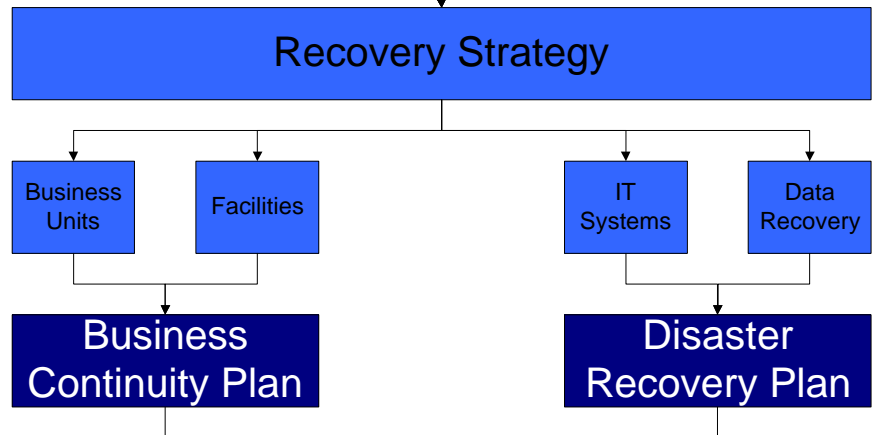 Recovery Strategy
Business
Units
Facilities
IT
Systems
Data
Recovery
Business
Continuity Plan
Disaster
Recovery Plan